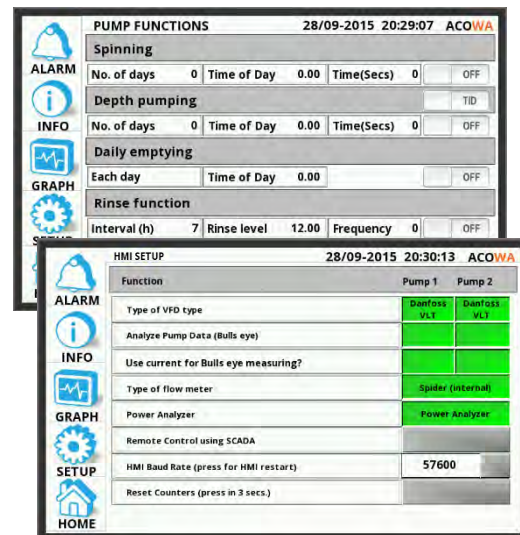 PUMP FUNCTIONS 28/09-2015 20:29:07 ACOWA
Spinning
ALARM
No. of days 0 Time of Day 0.00 Time(Secs) 0 OFF
Depth pumping TID
INFO
No. of days 0 Time of Day 0.00 Time(Secs) 0 OFF
Daily emptying
Each day Time of Day 0.00 OFF
GRAPH
Rinse function
Interval (h) 7 Rinse level 12.00 Frequency 0 OFF
HMI SETUP 28/09-2015 20:30:13 ACOWA
Function Pump 1 Pump 2
ALARM
Type of VFD type Danfoss VLT Danfoss VLT
Analyze Pump Data (Bulls eye)
INFO
Use current for Bulls eye measuring?
Type of flow meter Spider (internal)
GRAPH
Power Analyzer Power Analyzer
Remote Control using SCADA
SETUP
HMI Baud Rate (press for HMI restart) 57600
Reset Counters (press in 3 secs.)
HOME